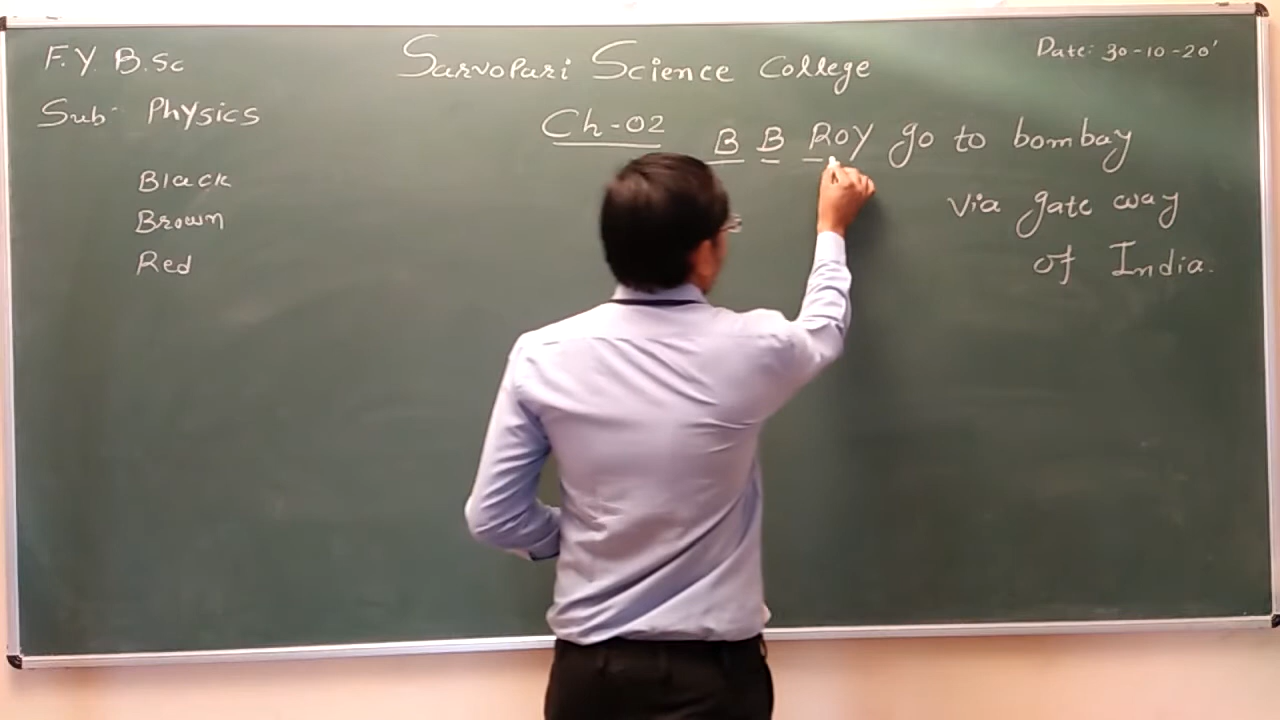 F.Y. B.Sc
Sarvopari Science College
Date: 30-10-20'
Sub- Physics
Ch-02
B B ROY go to bombay
via gate way
of India.
Black
Brown
Red